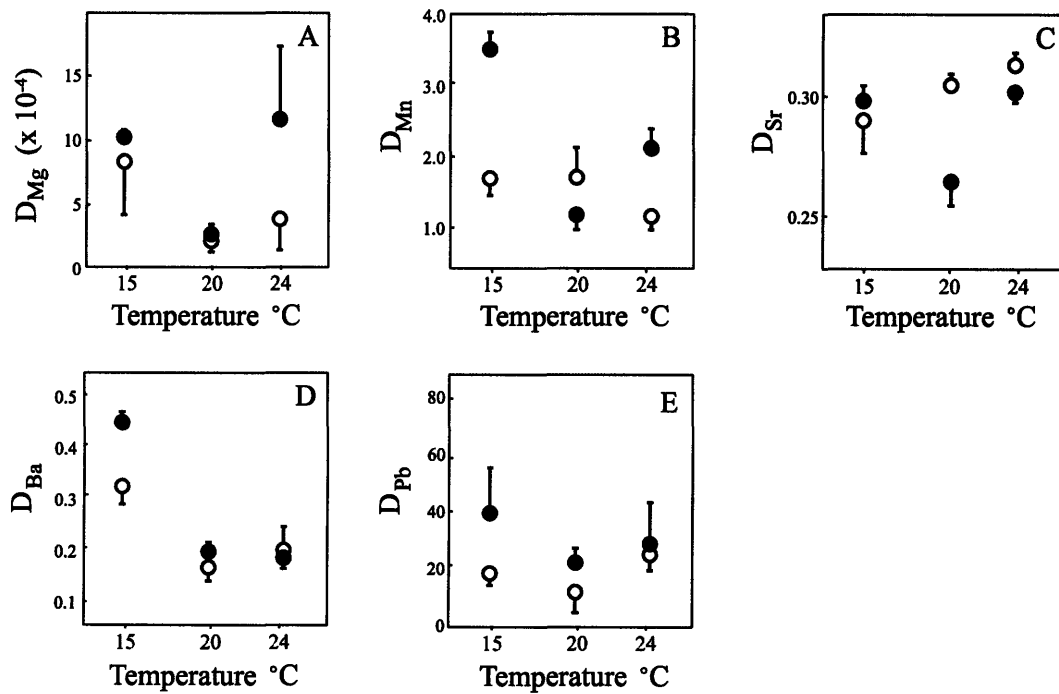 A
D_Mg (x 10^-4)
15
10
5
0
15 20 24
Temperature °C
B
D_Mn
4.0
3.0
2.0
1.0
15 20 24
Temperature °C
C
D_Sr
0.30
0.25
15 20 24
Temperature °C
D
D_Ba
0.5
0.4
0.3
0.2
0.1
15 20 24
Temperature °C
E
D_Pb
80
60
40
20
0
15 20 24
Temperature °C